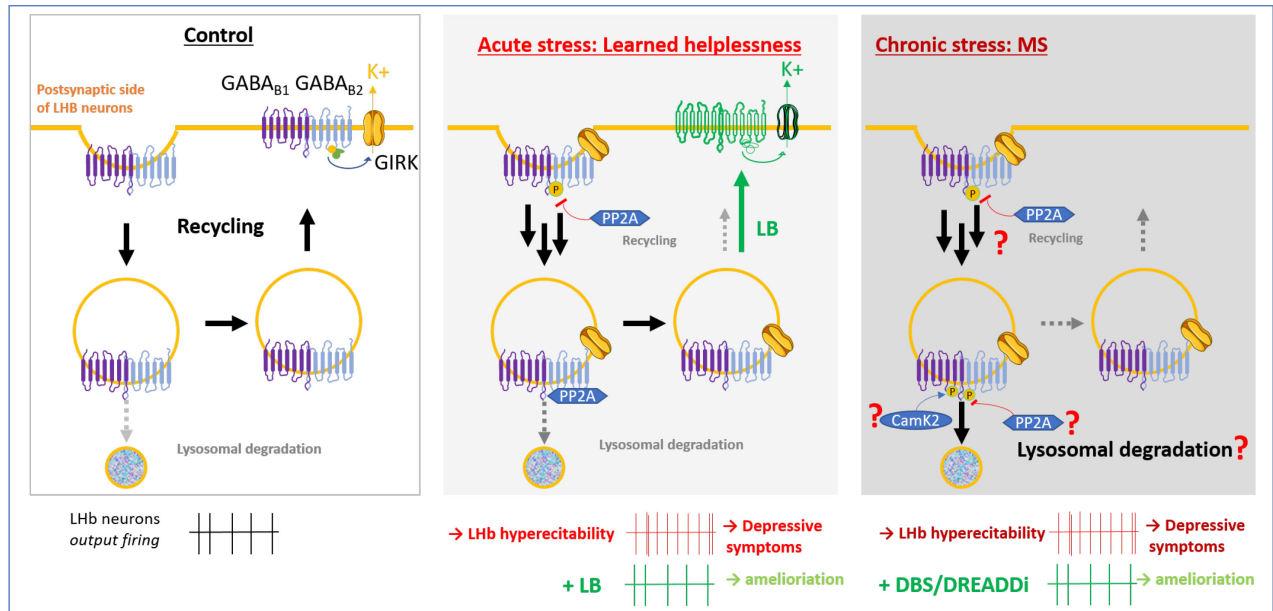 Control
Postsynaptic side
of LHB neurons
GABAB1 GABAB2
K+
GIRK
Recycling
Lysosomal degradation
LHb neurons
output firing
Acute stress: Learned helplessness
K+
P
PP2A
Recycling
LB
PP2A
Lysosomal degradation
→ LHb hyperecitability
→ Depressive
symptoms
+ LB
→ amelioriation
Chronic stress: MS
P
PP2A
?
Recycling
P P
? CamK2
PP2A ?
Lysosomal degradation?
→ LHb hyperecitability
→ Depressive
symptoms
+ DBS/DREADDi
→ amelioriation